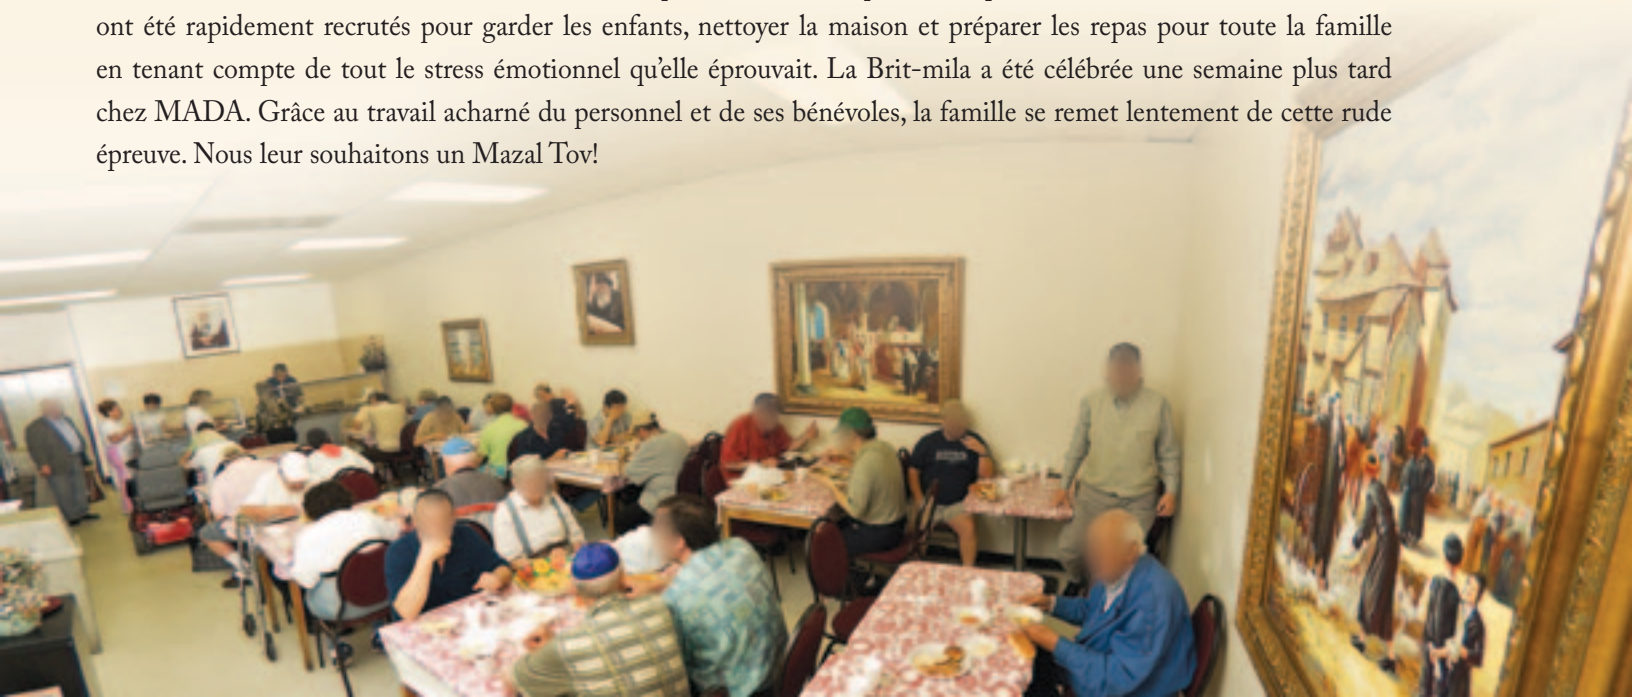 ont été rapidement recrutés pour garder les enfants, nettoyer la maison et préparer les repas pour toute la famille
en tenant compte de tout le stress émotionnel qu’elle éprouvait. La Brit-mila a été célébrée une semaine plus tard
chez MADA. Grâce au travail acharné du personnel et de ses bénévoles, la famille se remet lentement de cette rude
épreuve. Nous leur souhaitons un Mazal Tov!